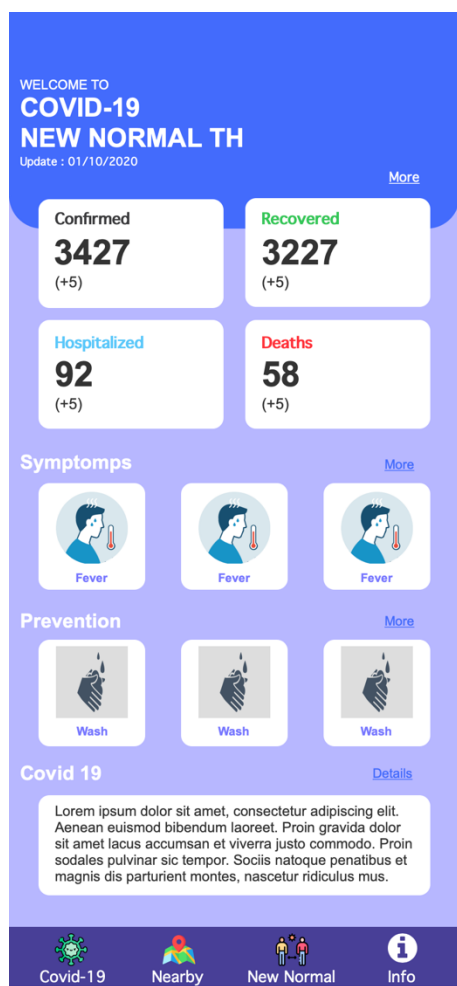 WELCOME TO
COVID-19
NEW NORMAL TH
Update : 01/10/2020
More
Confirmed
3427
(+5)
Recovered
3227
(+5)
Hospitalized
92
(+5)
Deaths
58
(+5)
Symptomps
More
Fever
Fever
Fever
Prevention
More
Wash
Wash
Wash
Covid 19
Details
Lorem ipsum dolor sit amet, consectetur adipiscing elit.
Aenean euismod bibendum laoreet. Proin gravida dolor
sit amet lacus accumsan et viverra justo commodo. Proin
sodales pulvinar sic tempor. Sociis natoque penatibus et
magnis dis parturient montes, nascetur ridiculus mus.
Covid-19
Nearby
New Normal
Info